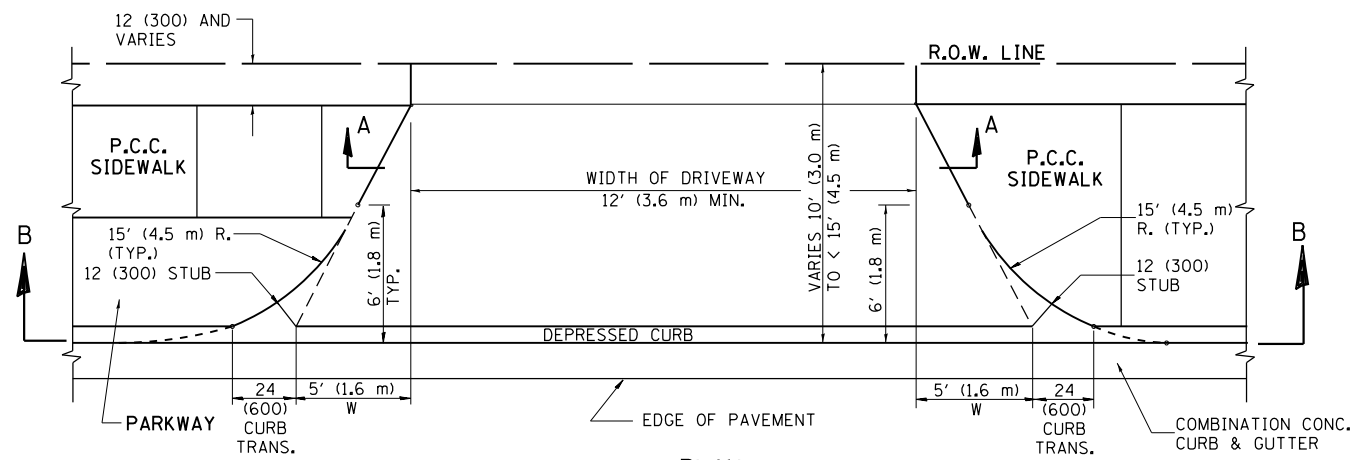 12 (300) AND
VARIES
R.O.W. LINE
A
A
P.C.C.
SIDEWALK
P.C.C.
SIDEWALK
WIDTH OF DRIVEWAY
12' (3.6 m) MIN.
VARIES 10' (3.0 m)
TO < 15' (4.5 m)
B
B
15' (4.5 m) R.
(TYP.)
12 (300) STUB
6' (1.8 m)
TYP.
6' (1.8 m)
15' (4.5 m)
R. (TYP.)
12 (300)
STUB
DEPRESSED CURB
24
(600)
CURB
TRANS.
5' (1.6 m)
W
5' (1.6 m)
W
24
(600)
CURB
TRANS.
PARKWAY
EDGE OF PAVEMENT
COMBINATION CONC.
CURB & GUTTER